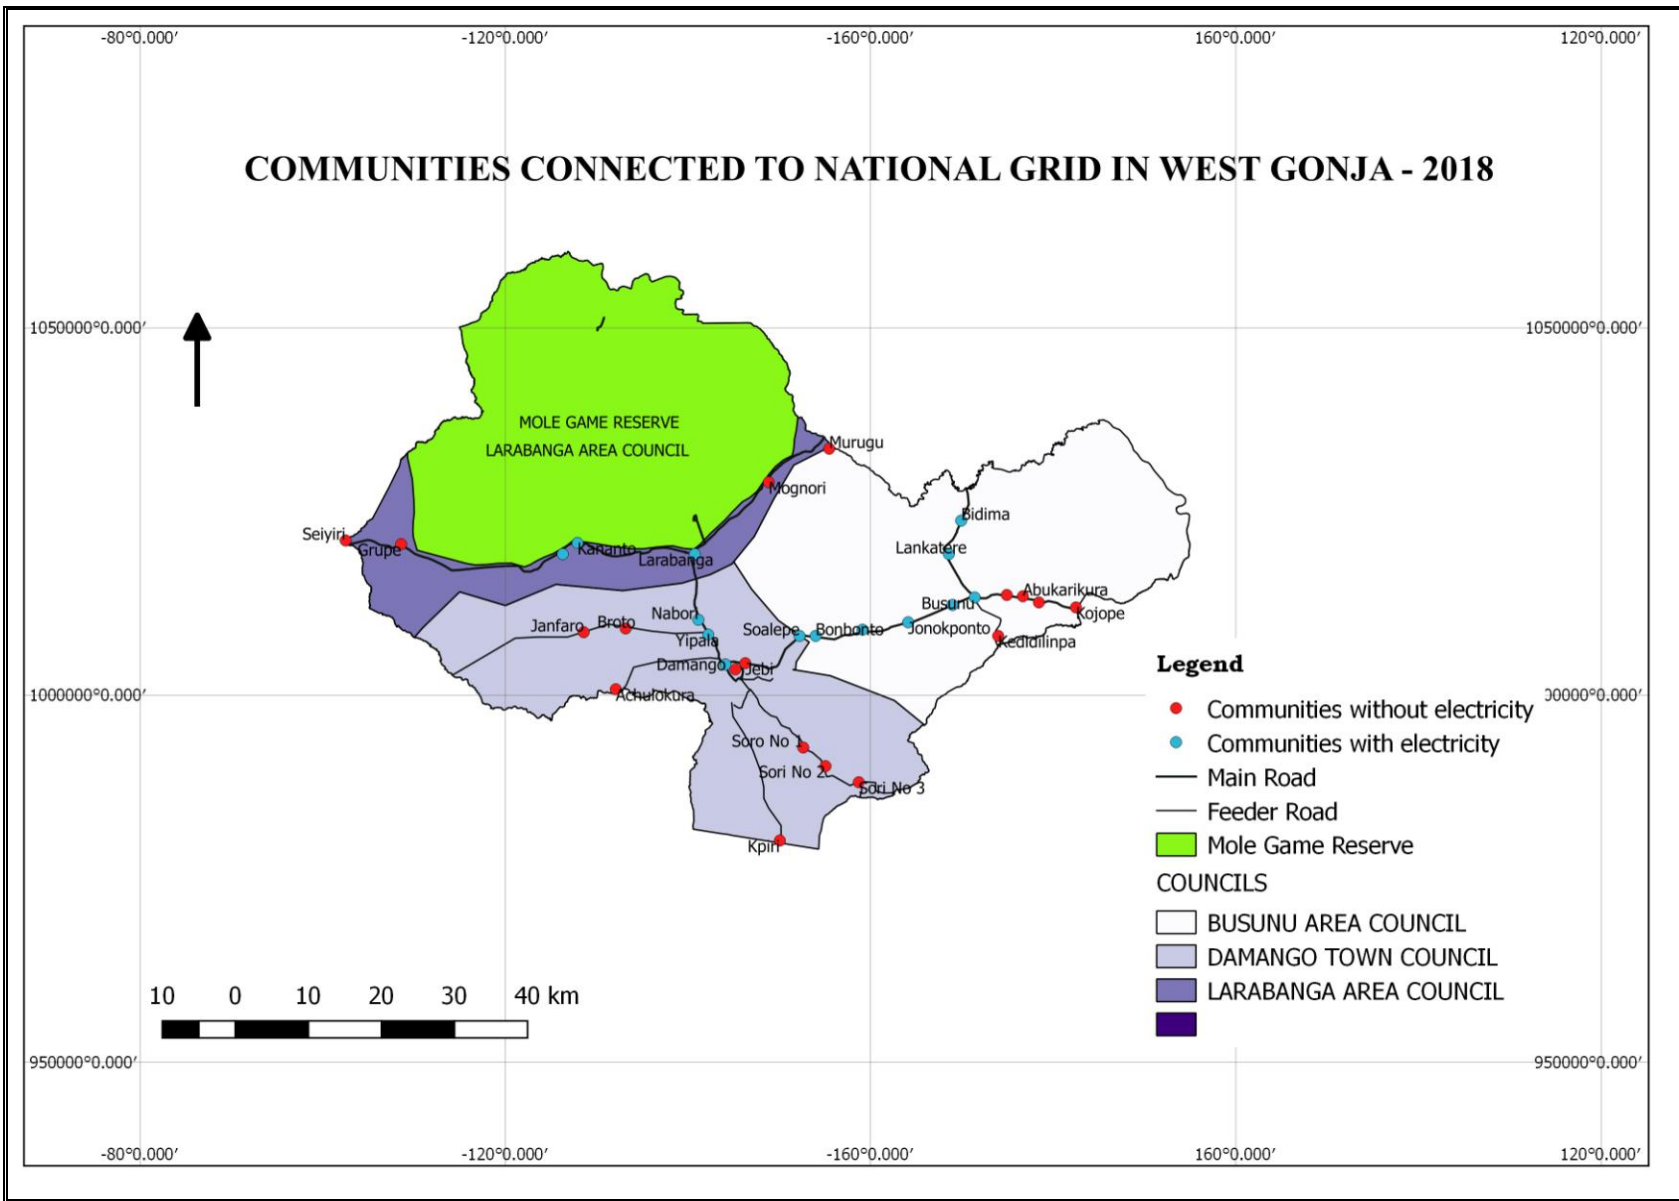 -80°0.000′
-120°0.000′
-160°0.000′
160°0.000′
120°0.000′
COMMUNITIES CONNECTED TO NATIONAL GRID IN WEST GONJA - 2018
1050000°0.000′
1050000°0.000′
MOLE GAME RESERVE
LARABANGA AREA COUNCIL
Murugu
Mognori
Bidima
Seiyiri
Grupe
Kananto
Larabanga
Lankatere
Abukarikura
Kojope
Busunu
Nabori
Janfaro
Broto
Yipala
Soalepe
Bonbonto
Jonokponto
Kedidilinpa
Damango
Jebi
Achulokura
1000000°0.000′
00000°0.000′
Soro No 1
Sori No 2
Sori No 3
Kpiri
Legend
Communities without electricity
Communities with electricity
Main Road
Feeder Road
Mole Game Reserve
COUNCILS
BUSUNU AREA COUNCIL
DAMANGO TOWN COUNCIL
LARABANGA AREA COUNCIL
10 0 10 20 30 40 km
950000°0.000′
950000°0.000′
-80°0.000′
-120°0.000′
-160°0.000′
160°0.000′
120°0.000′